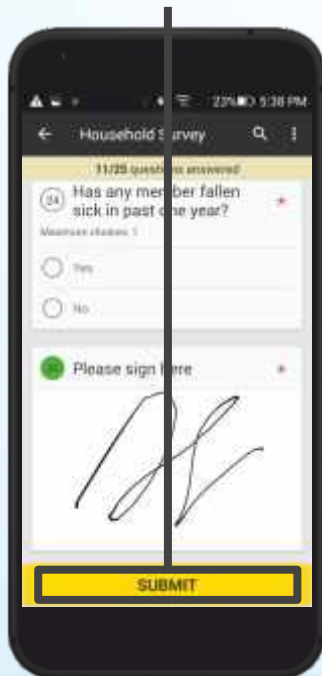 23% 5:38 PM
Household Survey
11/25 questions answered
24 Has any member fallen
sick in past one year?
Maximum choices: 1
Yes
No
Please sign here
SUBMIT